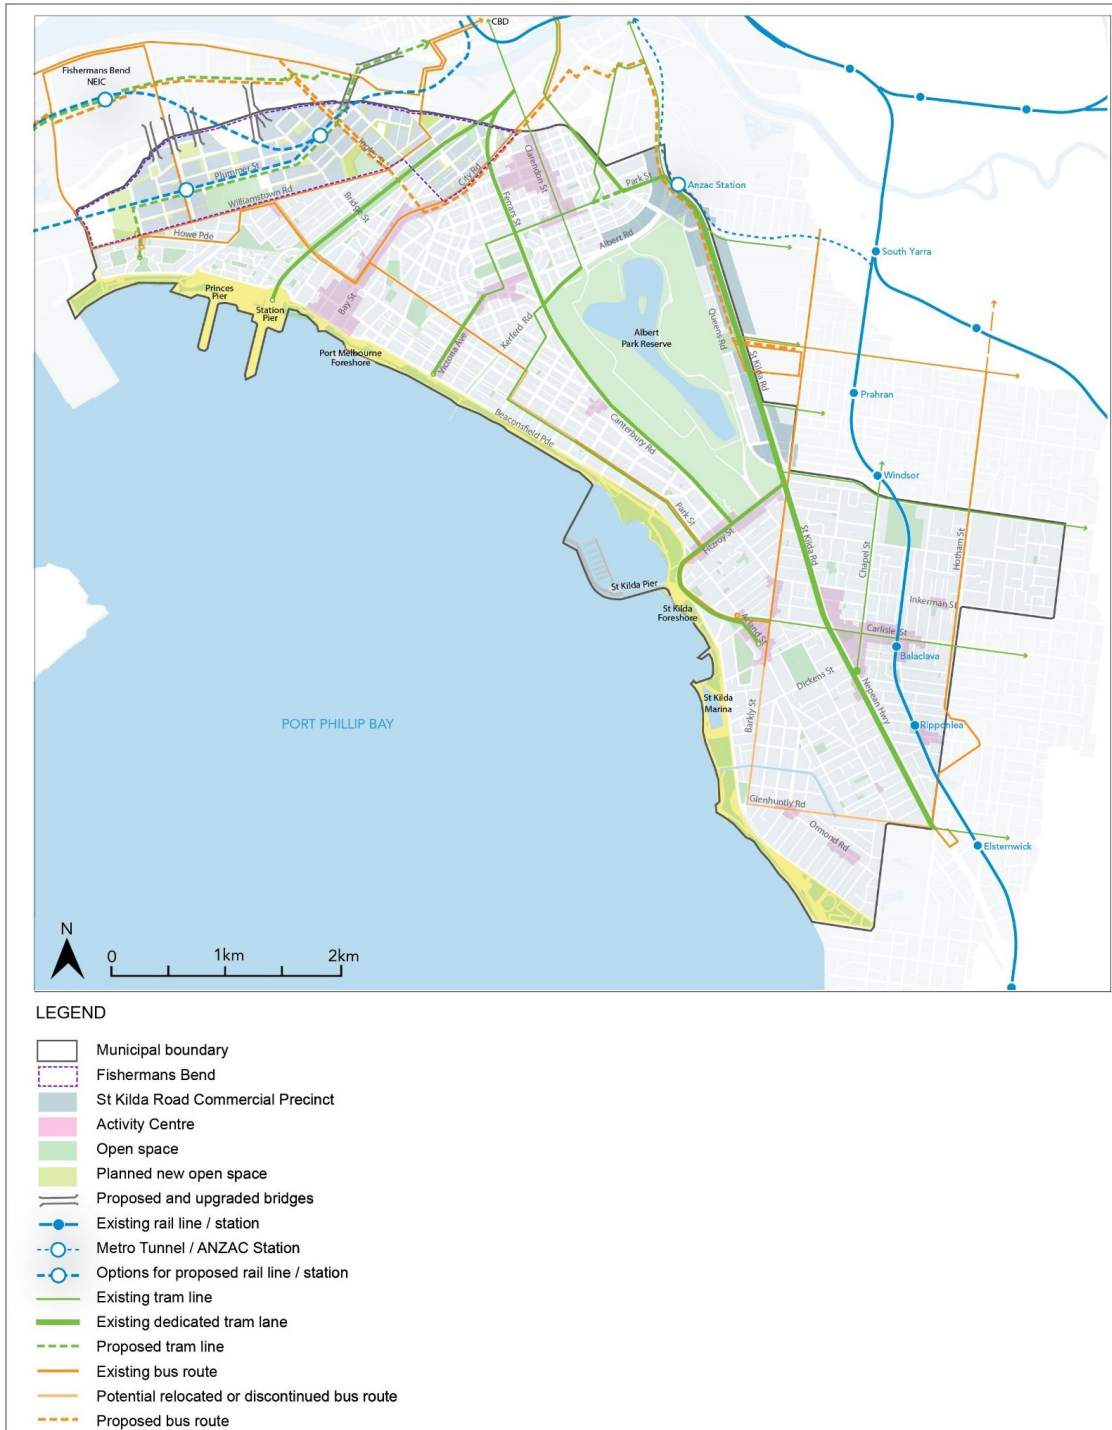 CBD
Fishermans Bend
NEIC
Plummer St
Williamstown Rd
Howe Pde
Bridge St
City Rd
Clarendon St
Ferrars St
Park St
Anzac Station
Albert Rd
South Yarra
Princes
Pier
Station
Pier
Bay St
Port Melbourne
Foreshore
Victoria Ave
Kerferd Rd
Albert
Park Reserve
Queens Rd
St Kilda Rd
Prahran
Beaconsfield Pde
Canterbury Rd
Windsor
Park St
Fitzroy St
St Kilda Rd
Chapel St
Hotham St
St Kilda Pier
St Kilda
Foreshore
Inkerman St
Acland St
Carlisle St
Balaclava
Dickens St
Nepean Hwy
St Kilda
Marina
Barkly St
Ripponlea
PORT PHILLIP BAY
Glenhuntly Rd
Ormond Rd
Elsternwick
N
0
1km
2km
LEGEND
Municipal boundary
Fishermans Bend
St Kilda Road Commercial Precinct
Activity Centre
Open space
Planned new open space
Proposed and upgraded bridges
Existing rail line / station
Metro Tunnel / ANZAC Station
Options for proposed rail line / station
Existing tram line
Existing dedicated tram lane
Proposed tram line
Existing bus route
Potential relocated or discontinued bus route
Proposed bus route